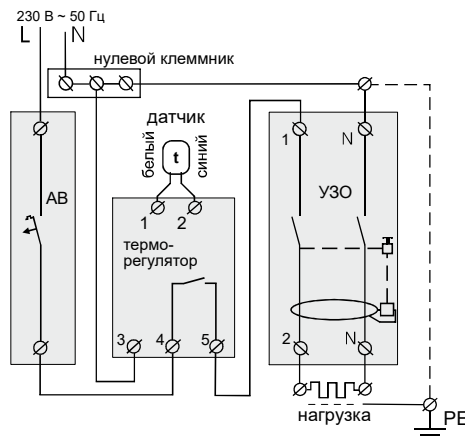 230 В ~ 50 Гц
L N
нулевой клеммник
датчик
белый
t
синий
1 2
термо-
регулятор
3 4 5
АВ
1 N
УЗО
2 N
нагрузка
PE